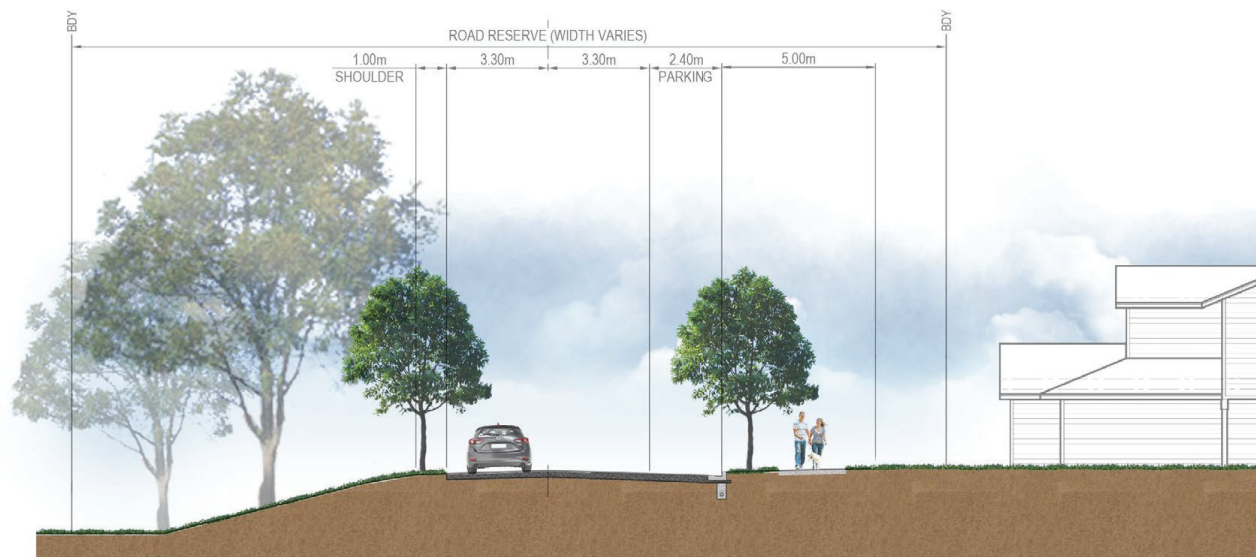 BDY
BDY
ROAD RESERVE (WIDTH VARIES)
1.00m 3.30m 3.30m 2.40m 5.00m
SHOULDER PARKING